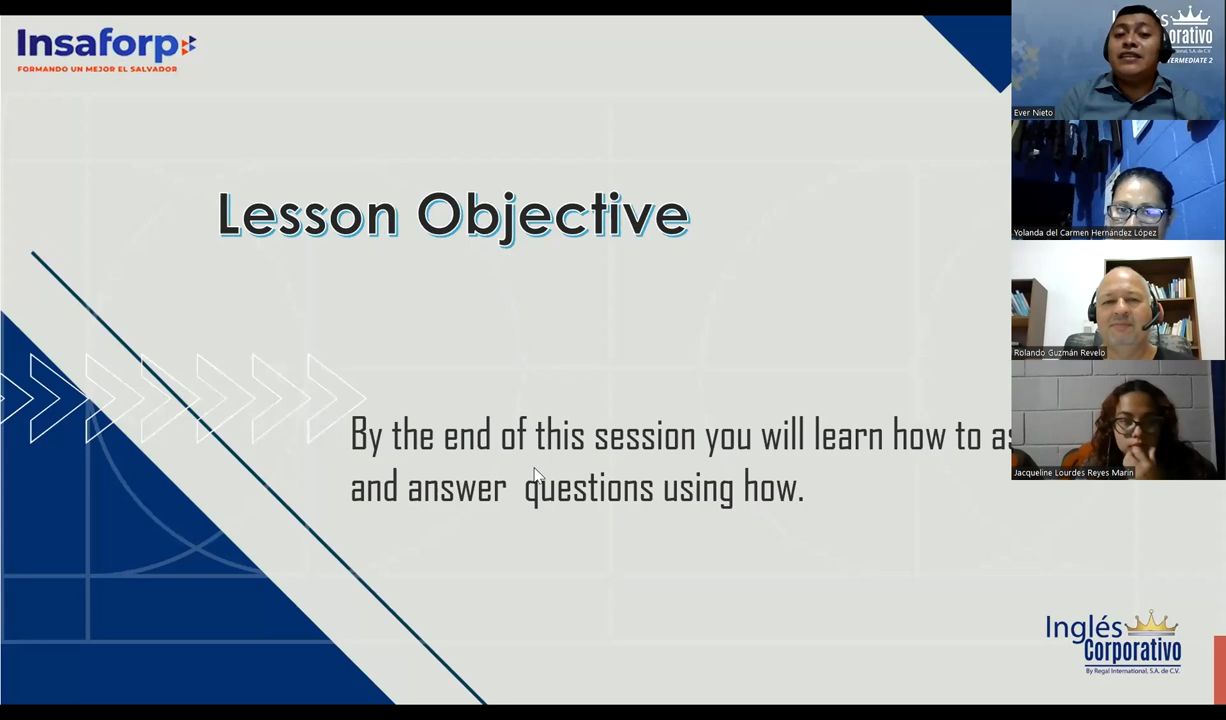 Insaforp
FORMANDO UN MEJOR EL SALVADOR
orativo
Ever Nieto
Yolanda del Carmen Hernández López
Rolando Guzmán Revelo
Jacqueline Lourdes Reyes Marin
Lesson Objective
By the end of this session you will learn how to
and answer questions using how.
Inglés
Corporativo
By Regal International, S.A. de C.V.